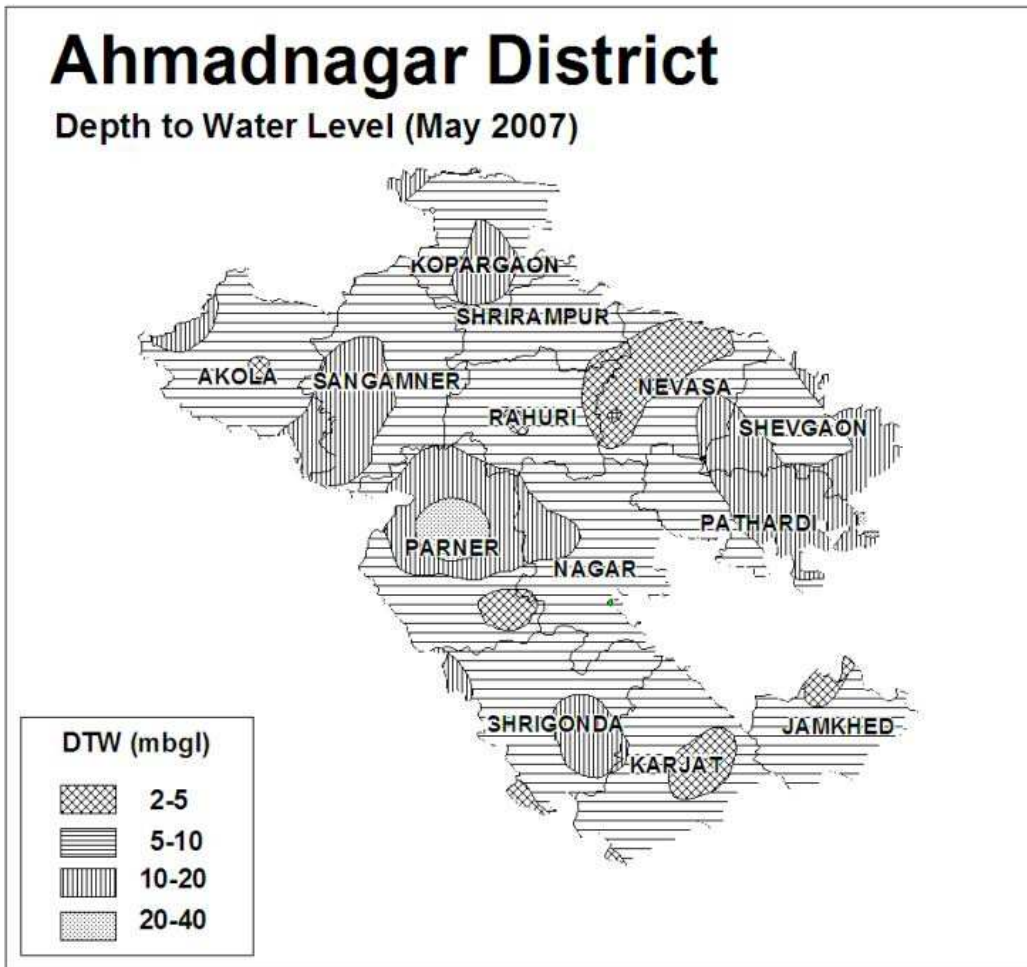 Ahmadnagar District
Depth to Water Level (May 2007)
KOPARGAON
SHRIRAMPUR
AKOLA
SANGAMNER
NEVASA
RAHURI
SHEVGAON
PATHARDI
PARNER
NAGAR
SHRIGONDA
JAMKHED
KARJAT
DTW (mbgl)
2-5
5-10
10-20
20-40